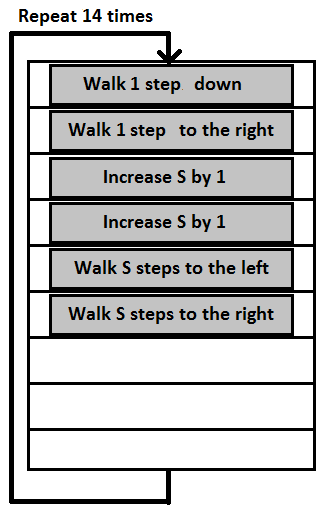 Repeat 14 times
Walk 1 step down
Walk 1 step to the right
Increase S by 1
Increase S by 1
Walk S steps to the left
Walk S steps to the right